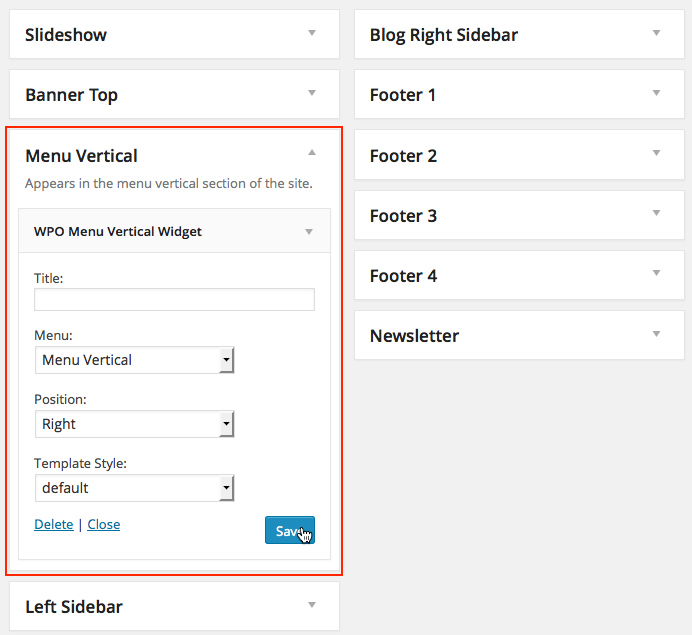 Slideshow
Banner Top
Menu Vertical
Appears in the menu vertical section of the site.
WPO Menu Vertical Widget
Title:
Menu:
Menu Vertical
Position:
Right
Template Style:
default
Delete | Close
Save
Left Sidebar
Blog Right Sidebar
Footer 1
Footer 2
Footer 3
Footer 4
Newsletter